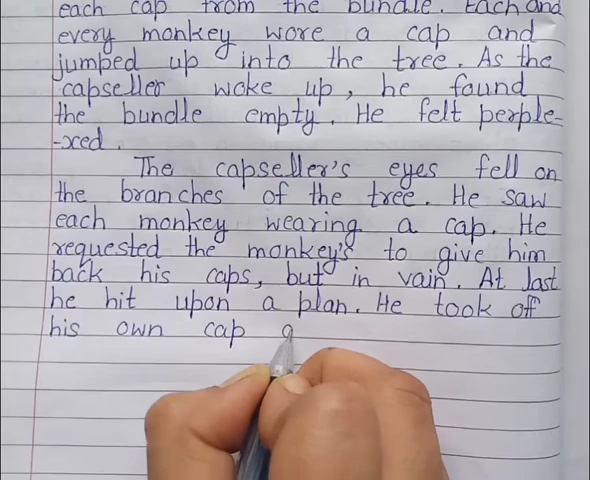 each cap from the bundle. Each and
every monkey wore a cap and
jumped up into the tree. As the
capseller woke up, he found
the bundle empty. He felt perple-
-xed.
The capseller's eyes fell on
the branches of the tree. He saw
each monkey wearing a cap. He
requested the monkey's to give him
back his caps, but in vain. At last
he hit upon a plan. He took off
his own cap a